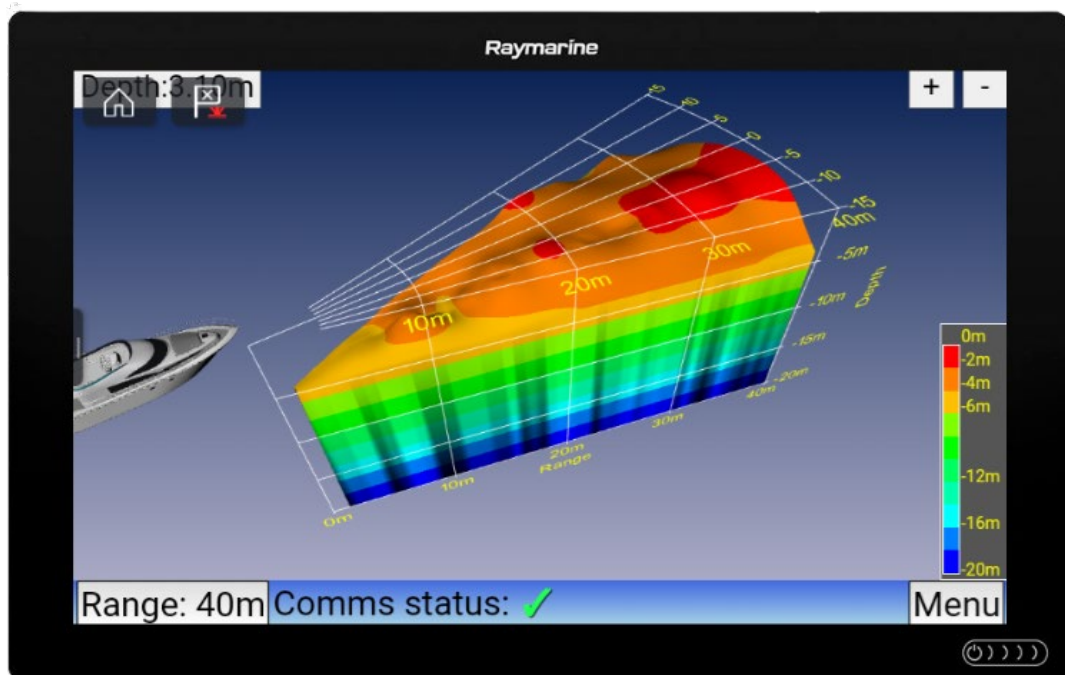 Raymarine
Depth:3.10m
+ -
15
10
5
0
-5
-10
-15
40m
30m
20m
10m
-5m
-10m
-15m
-20m
Depth
0m
10m
20m
30m
40m
Range
0m
-2m
-4m
-6m
-12m
-16m
-20m
Range: 40m Comms status:
Menu